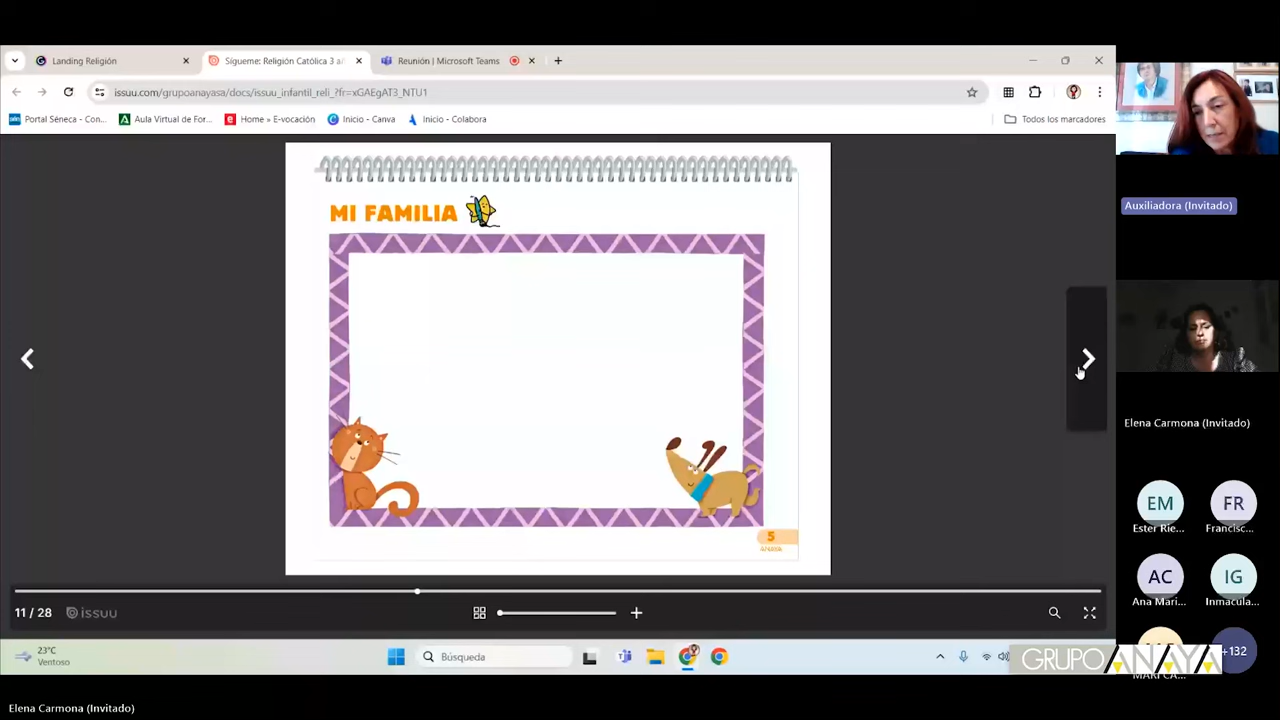 Landing Religión
Sígueme: Religión Católica 3 añ
Reunión | Microsoft Teams
issuu.com/grupoanayasa/docs/issuu_infantil_reli_?fr=xGAEgAT3_NTU1
Portal Séneca - Con...
Aula Virtual de For...
Home » E-vocación
Inicio - Canva
Inicio - Colabora
Todos los marcadores
MI FAMILIA
5
ANAYA
11 / 28
issuu
23°C
Ventoso
Búsqueda
GRUPO ANAYA
Auxiliadora (Invitado)
Elena Carmona (Invitado)
EM
Ester Rie...
FR
Francisc...
AC
Ana Mari...
IG
Inmacula...
+132
Elena Carmona (Invitado)